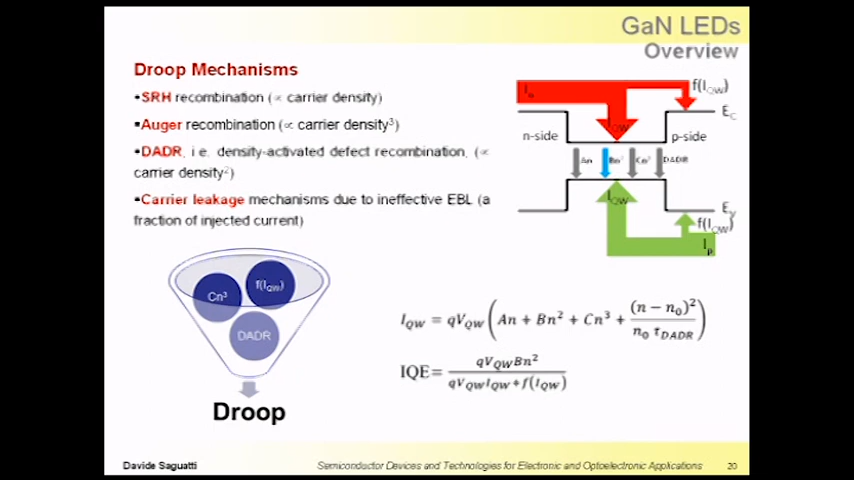 GaN LEDs
Overview
Droop Mechanisms
▪SRH recombination (∝ carrier density)
▪Auger recombination (∝ carrier density³)
▪DADR, i.e. density-activated defect recombination, (∝
carrier density²)
▪Carrier leakage mechanisms due to ineffective EBL (a
fraction of injected current)
Iₙ
f(I_QW)
E_C
I_QW
n-side
p-side
An
Bn²
Cn³
DADR
I_QW
E_V
f(I_QW)
I_p
Cn³
f(I_QW)
DADR
Droop
I_QW = qV_QW (An + Bn² + Cn³ + (n − n₀)² / (n₀ τ_DADR))
IQE= qV_QW Bn² / (qV_QW I_QW + f(I_QW))
Davide Saguatti
Semiconductor Devices and Technologies for Electronic and Optoelectronic Applications
20